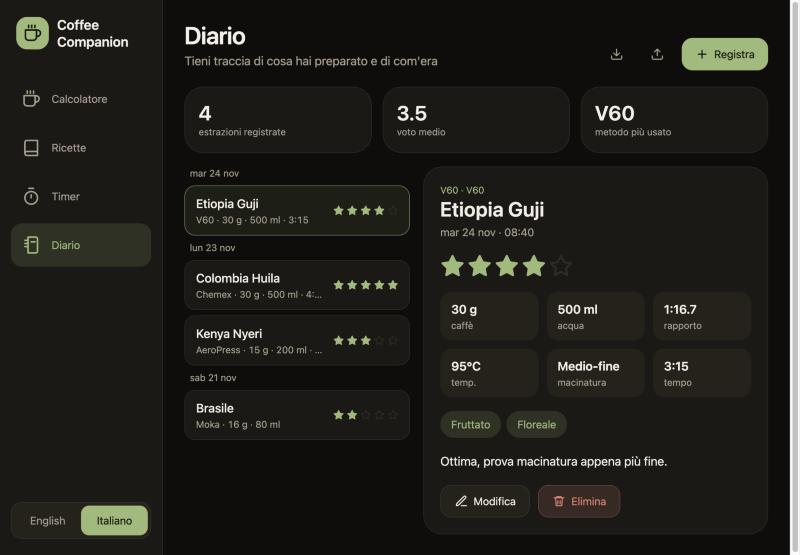 Coffee
Companion
Calcolatore
Ricette
Timer
Diario
English
Italiano
Diario
Tieni traccia di cosa hai preparato e di com'era
Registra
4
estrazioni registrate
3.5
voto medio
V60
metodo più usato
mar 24 nov
Etiopia Guji
V60 · 30 g · 500 ml · 3:15
lun 23 nov
Colombia Huila
Chemex · 30 g · 500 ml · 4:...
Kenya Nyeri
AeroPress · 15 g · 200 ml · ...
sab 21 nov
Brasile
Moka · 16 g · 80 ml
V60 · V60
Etiopia Guji
mar 24 nov · 08:40
30 g
caffè
500 ml
acqua
1:16.7
rapporto
95°C
temp.
Medio-fine
macinatura
3:15
tempo
Fruttato
Floreale
Ottima, prova macinatura appena più fine.
Modifica
Elimina